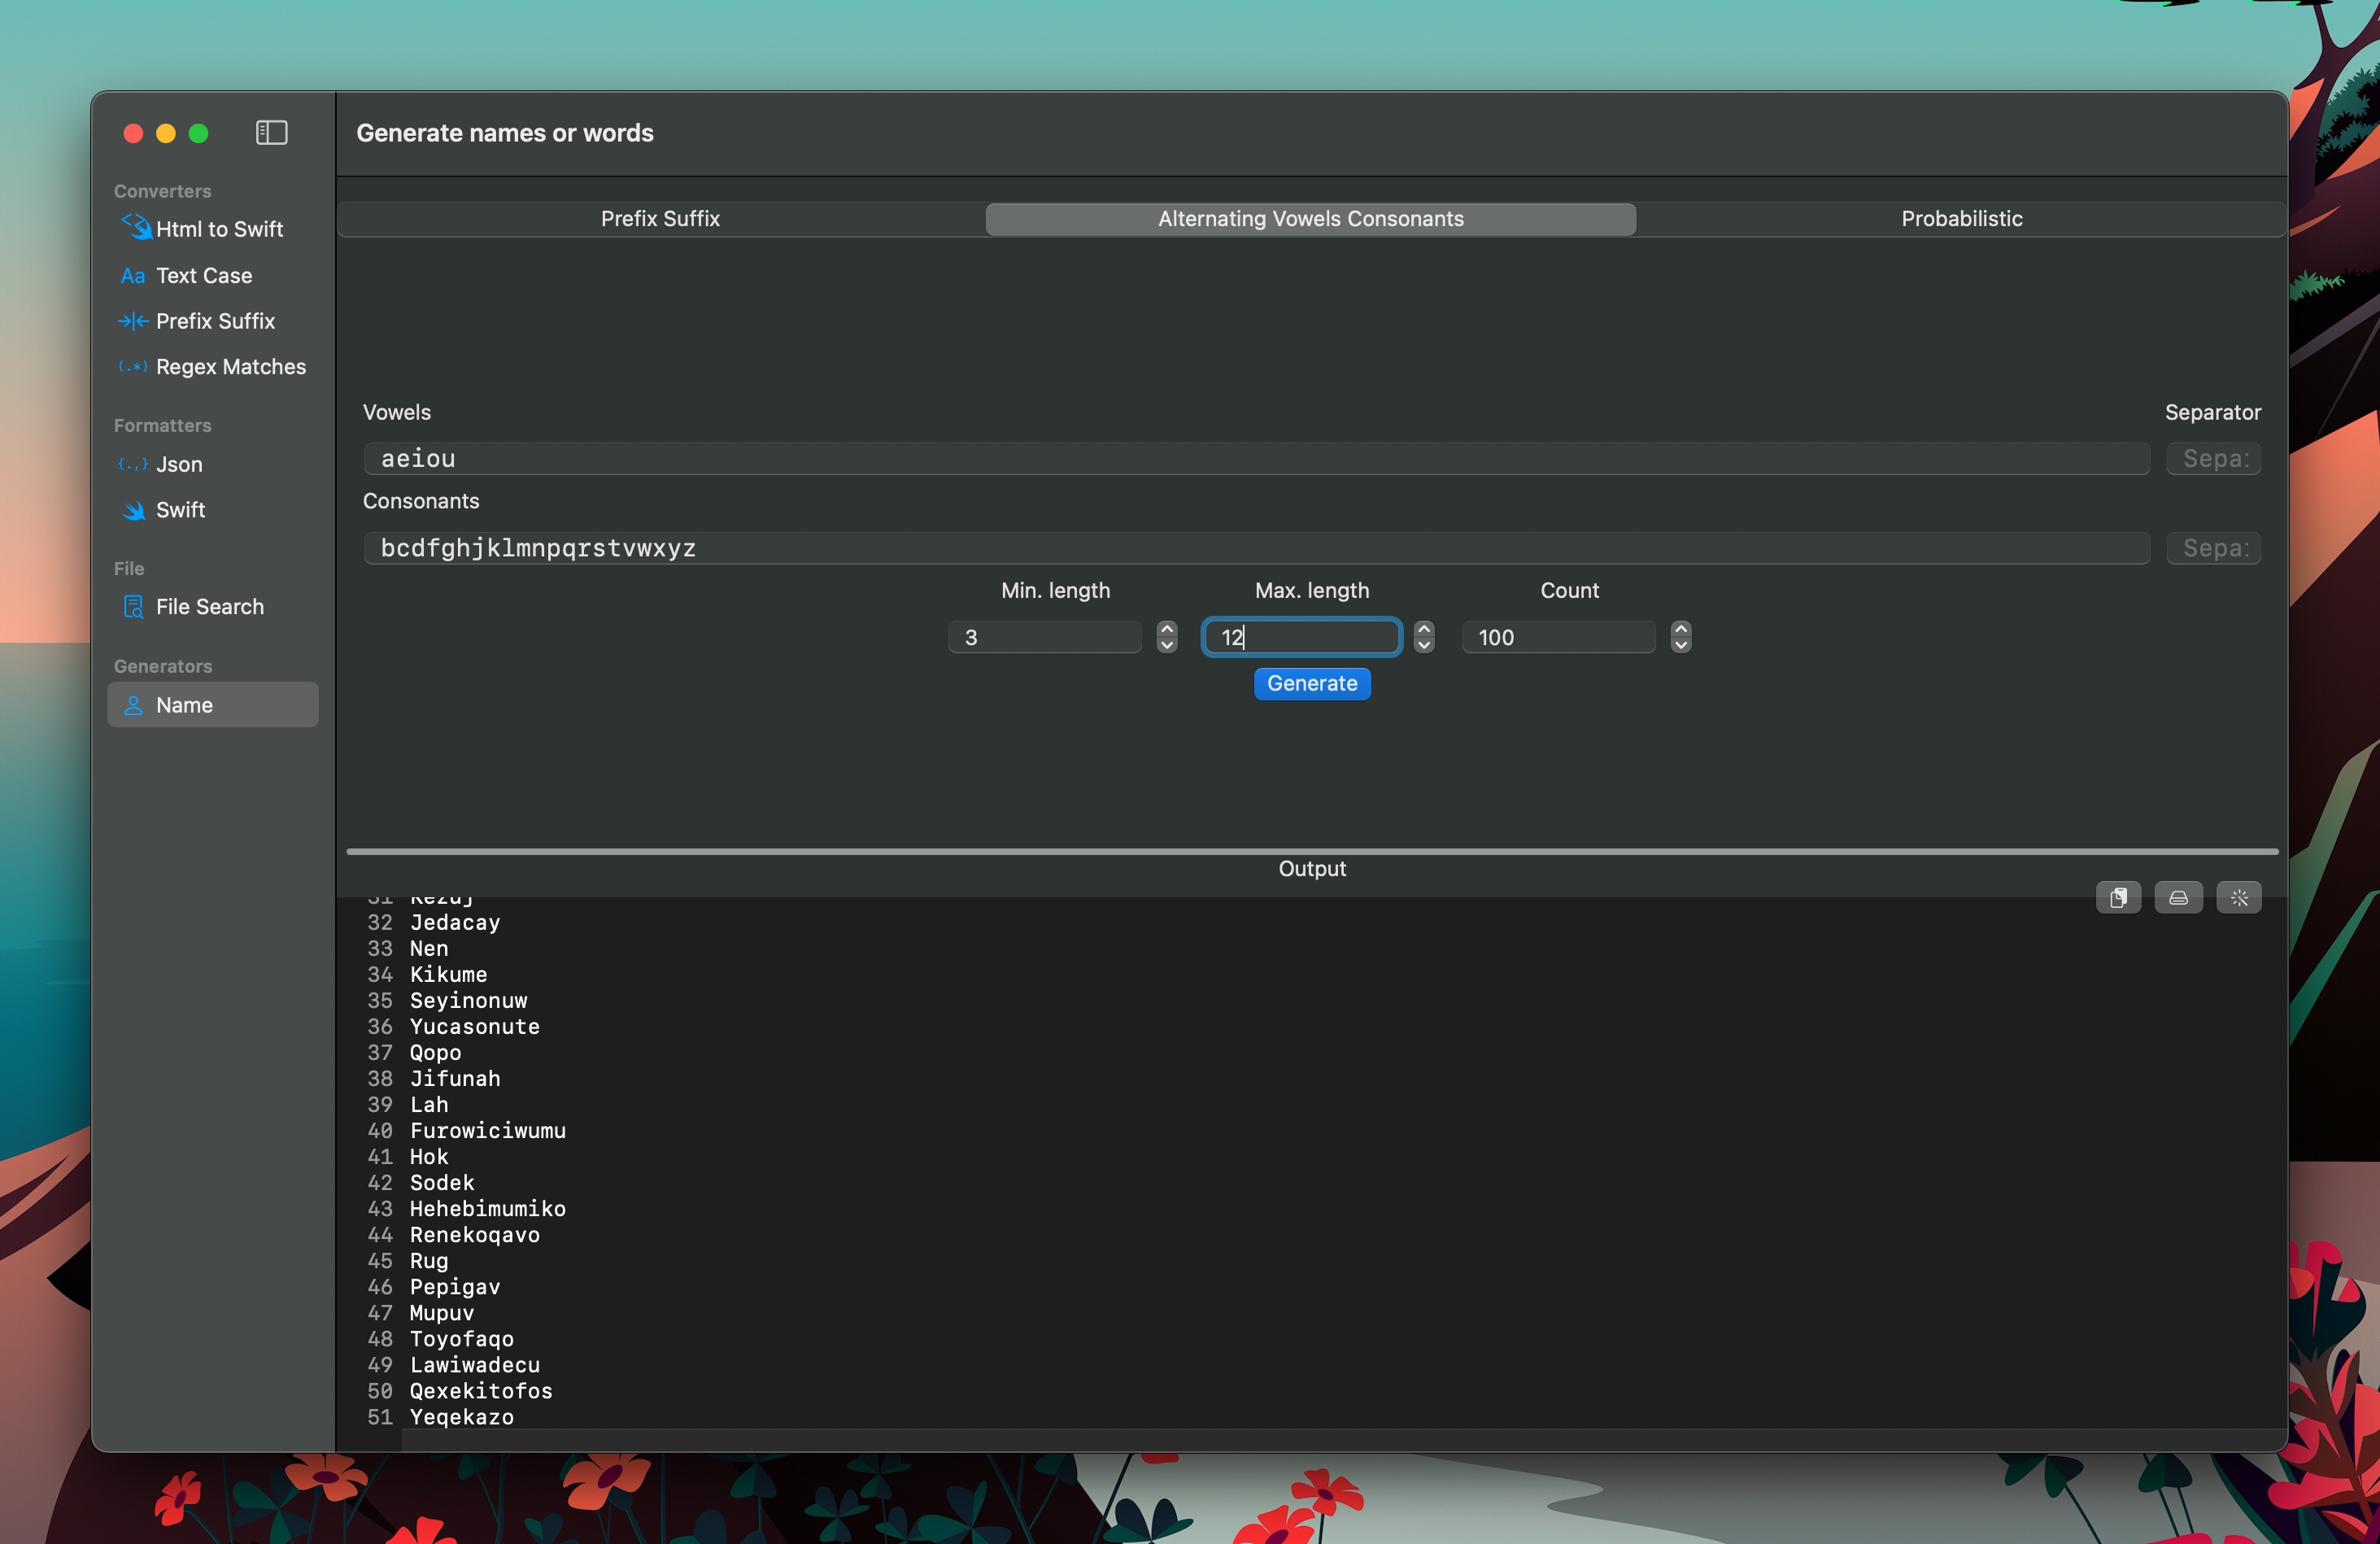 Generate names or words
Converters
Html to Swift
Aa Text Case
Prefix Suffix
(.*) Regex Matches
Formatters
{.,} Json
Swift
File
File Search
Generators
Name
Prefix Suffix
Alternating Vowels Consonants
Probabilistic
Vowels
Separator
aeiou
Sepa
Consonants
bcdfghjklmnpqrstvwxyz
Sepa
Min. length
Max. length
Count
3
12
100
Generate
Output
31 Kezuj
32 Jedacay
33 Nen
34 Kikume
35 Seyinonuw
36 Yucasonute
37 Qopo
38 Jifunah
39 Lah
40 Furowiciwumu
41 Hok
42 Sodek
43 Hehebimumiko
44 Renekoqavo
45 Rug
46 Pepigav
47 Mupuv
48 Toyofaqo
49 Lawiwadecu
50 Qexekitofos
51 Yeqekazo